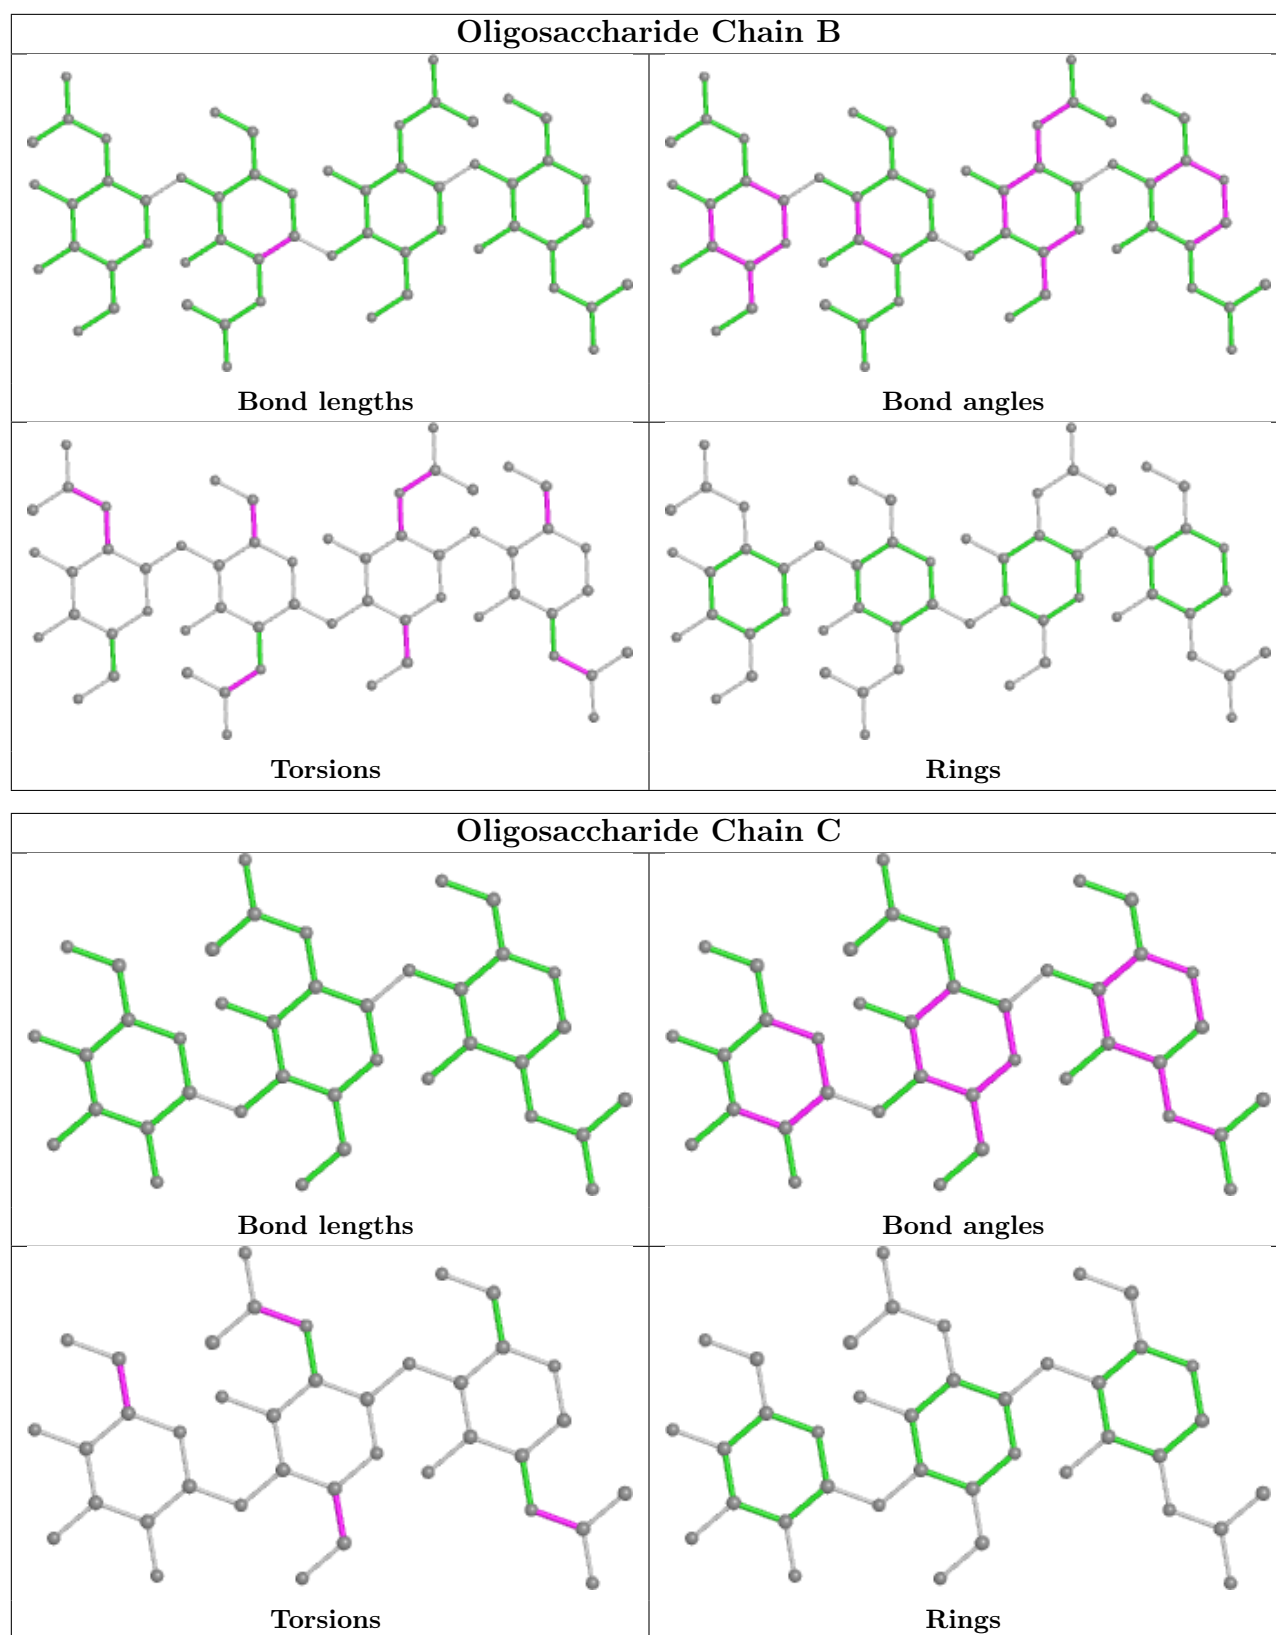 Oligosaccharide Chain B
Bond lengths
Bond angles
Torsions
Rings
Oligosaccharide Chain C
Bond lengths
Bond angles
Torsions
Rings